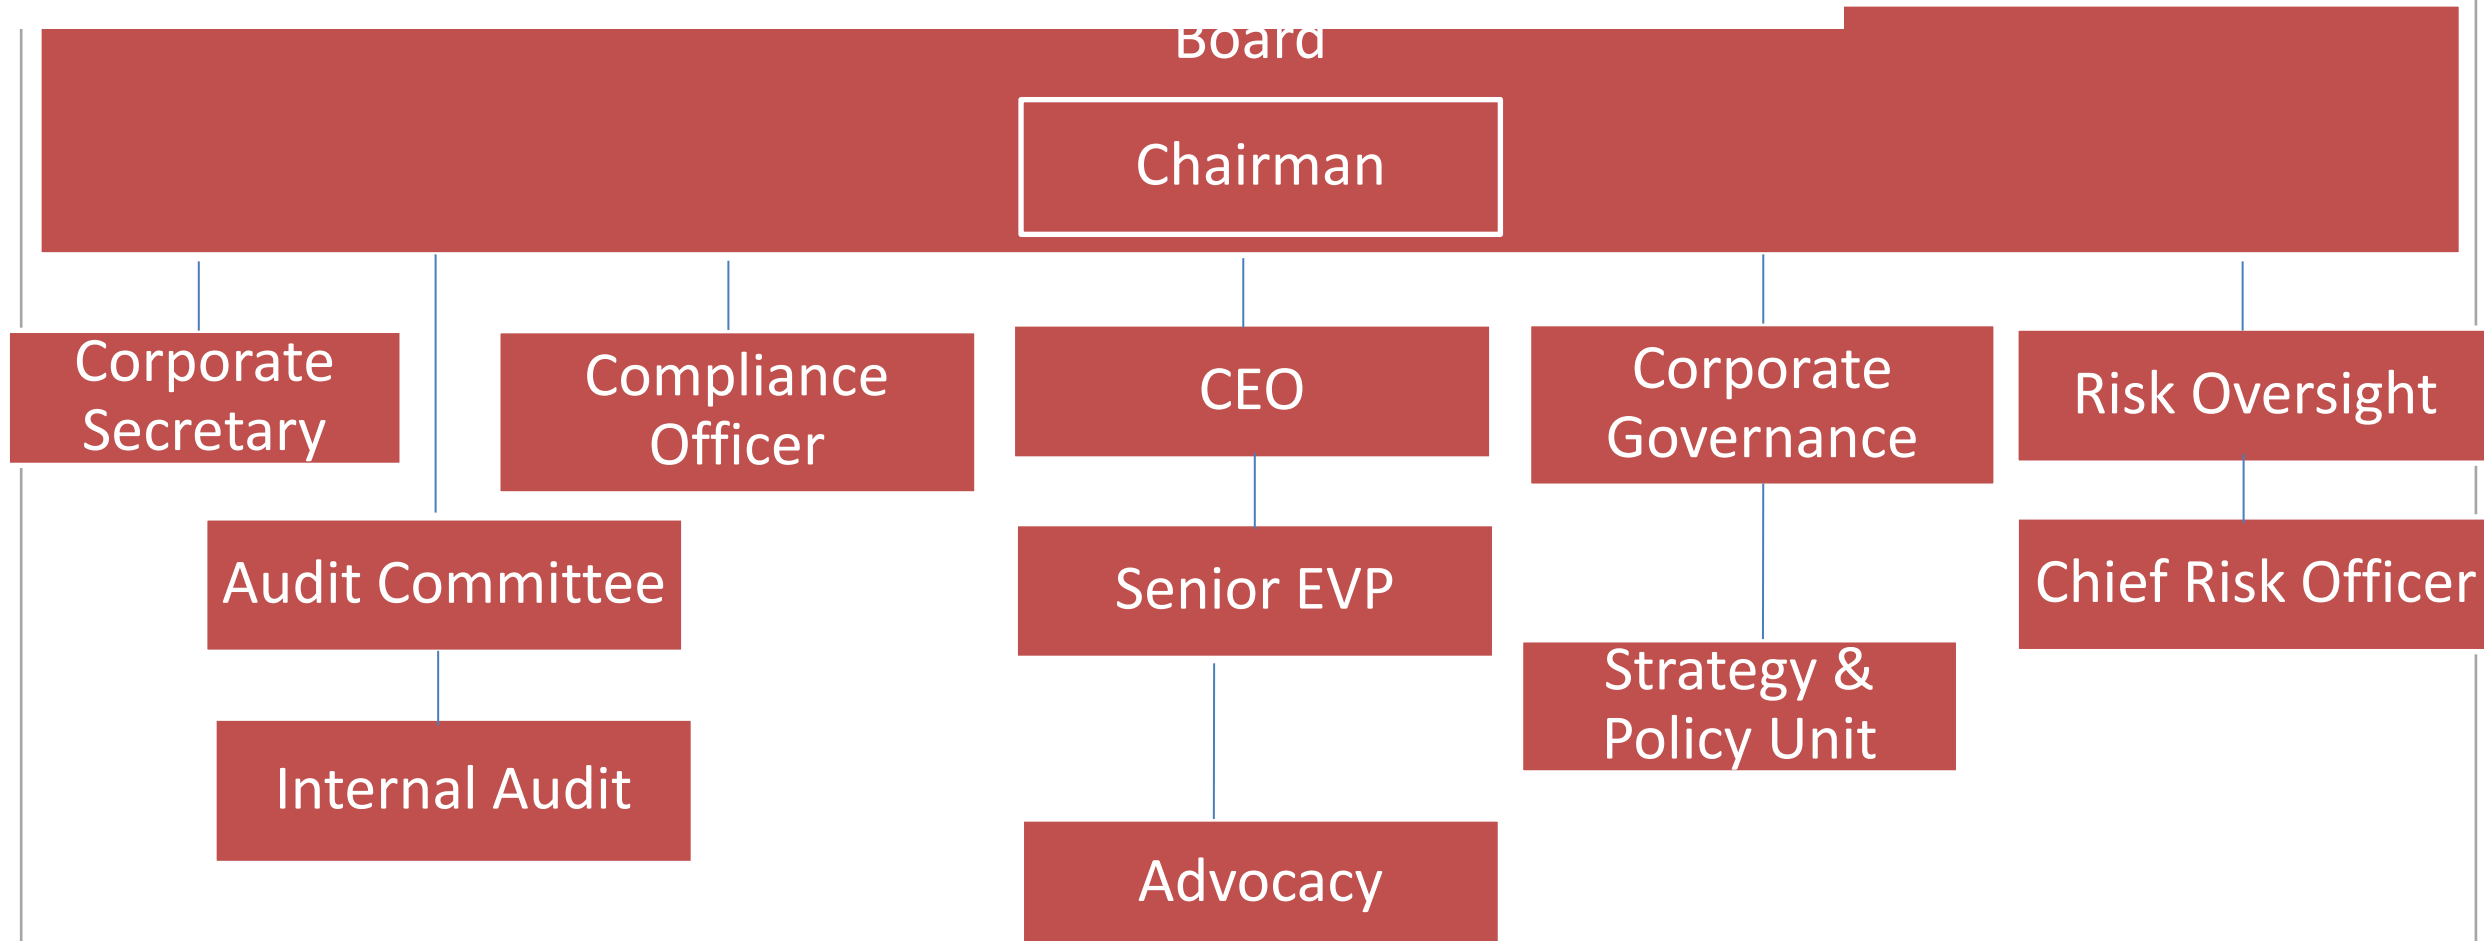 Board
Chairman
Corporate
Secretary
Compliance
Officer
CEO
Corporate
Governance
Risk Oversight
Audit Committee
Senior EVP
Chief Risk Officer
Strategy &
Policy Unit
Internal Audit
Advocacy